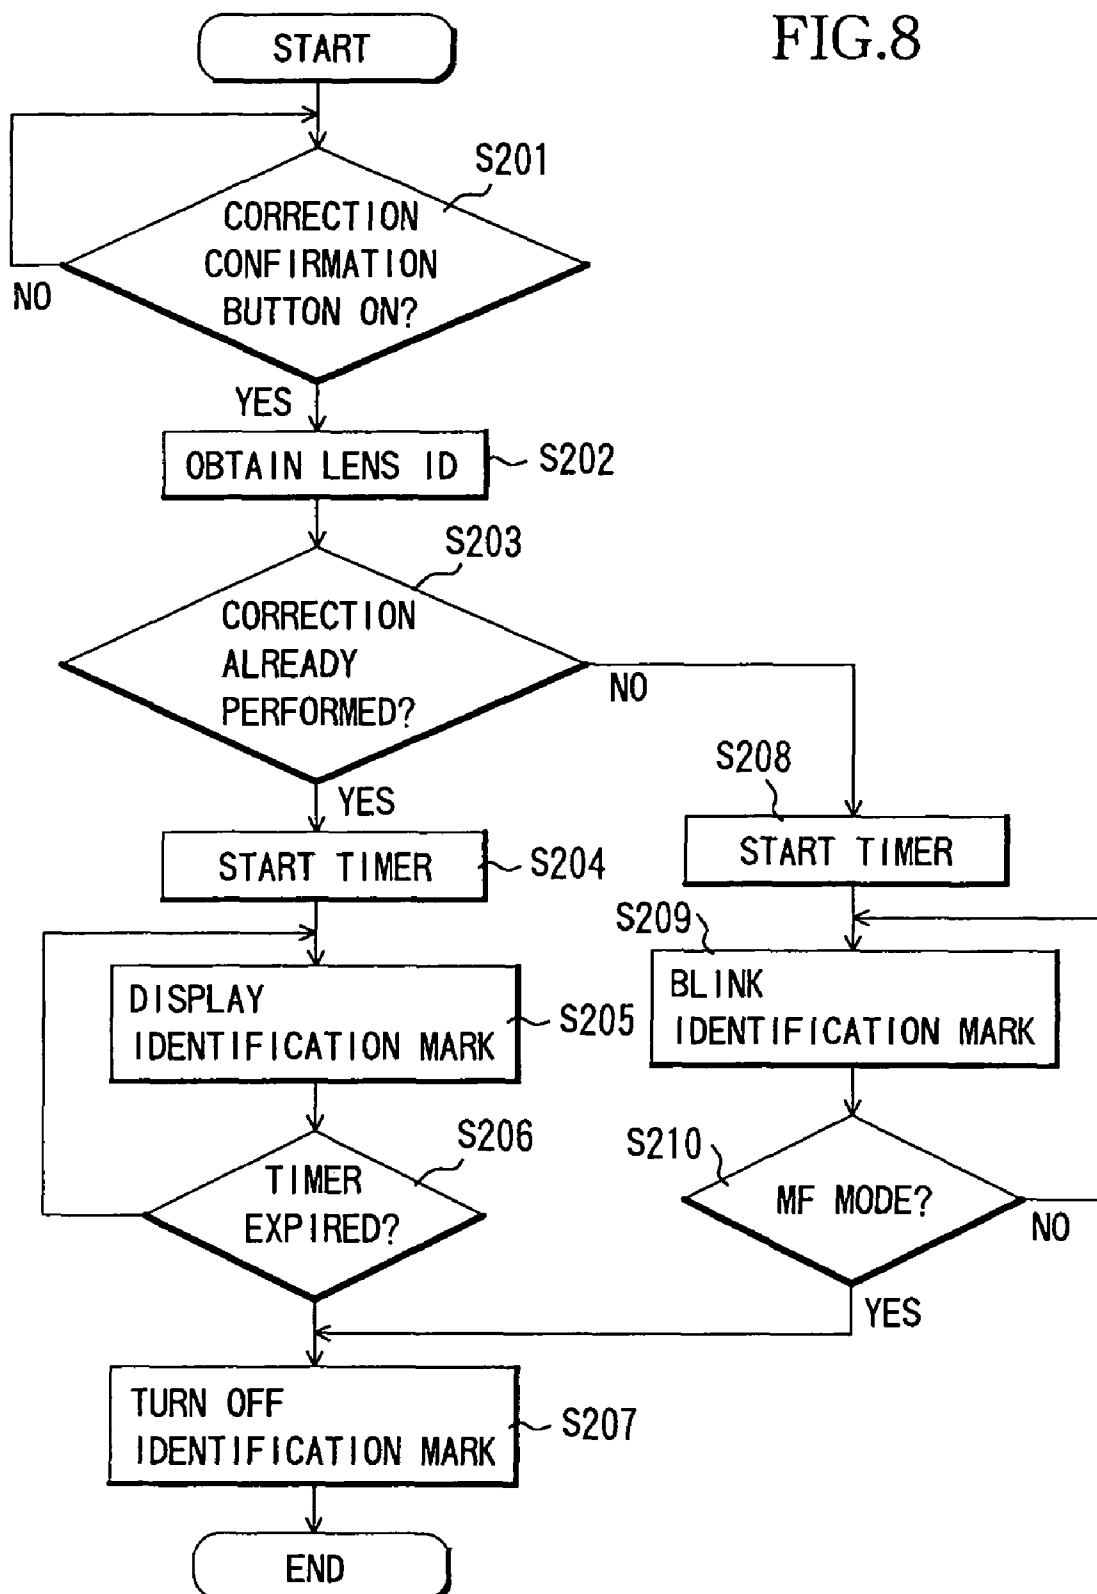 FIG.8
START
S201
CORRECTION
CONFIRMATION
BUTTON ON?
NO
YES
OBTAIN LENS ID
S202
S203
CORRECTION
ALREADY
PERFORMED?
NO
YES
S208
START TIMER
S204
START TIMER
S209
DISPLAY
IDENTIFICATION MARK
S205
BLINK
IDENTIFICATION MARK
S206
TIMER
EXPIRED?
S210
MF MODE?
NO
YES
TURN OFF
IDENTIFICATION MARK
S207
END